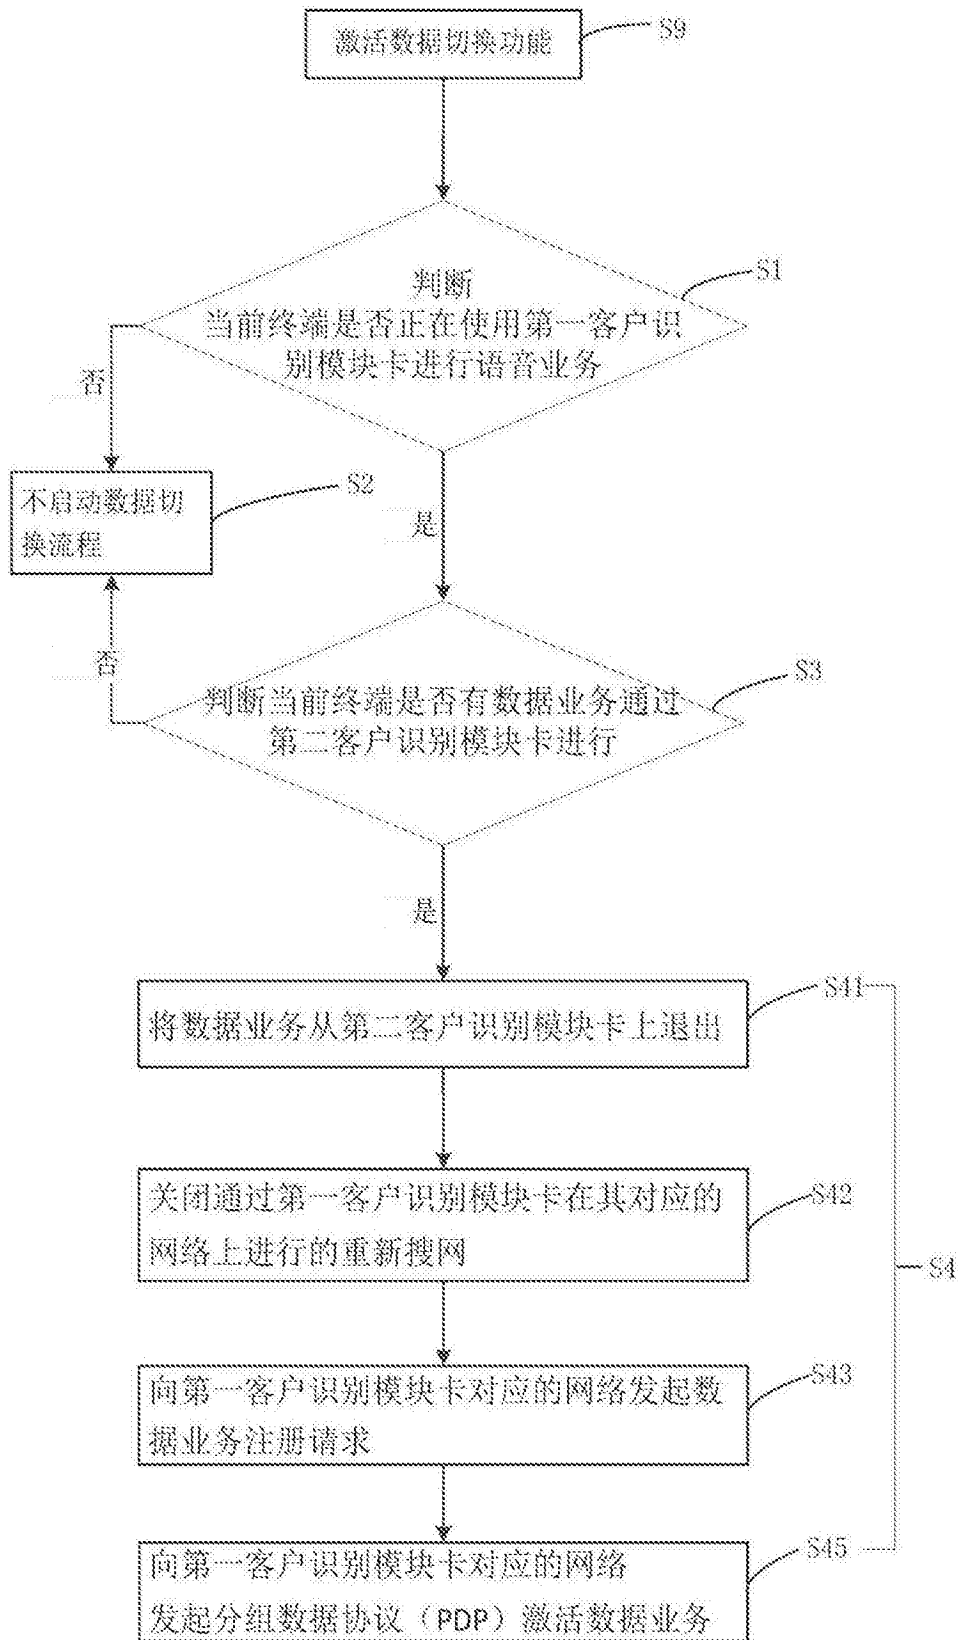 激活数据切换功能
S9
判断
当前终端是否正在使用第一客户识
别模块卡进行语音业务
S1
否
不启动数据切
换流程
S2
是
否
判断当前终端是否有数据业务通过
第二客户识别模块卡进行
S3
是
将数据业务从第二客户识别模块卡上退出
S41
关闭通过第一客户识别模块卡在其对应的
网络上进行的重新搜网
S42
S4
向第一客户识别模块卡对应的网络发起数
据业务注册请求
S43
向第一客户识别模块卡对应的网络
发起分组数据协议（PDP）激活数据业务
S45